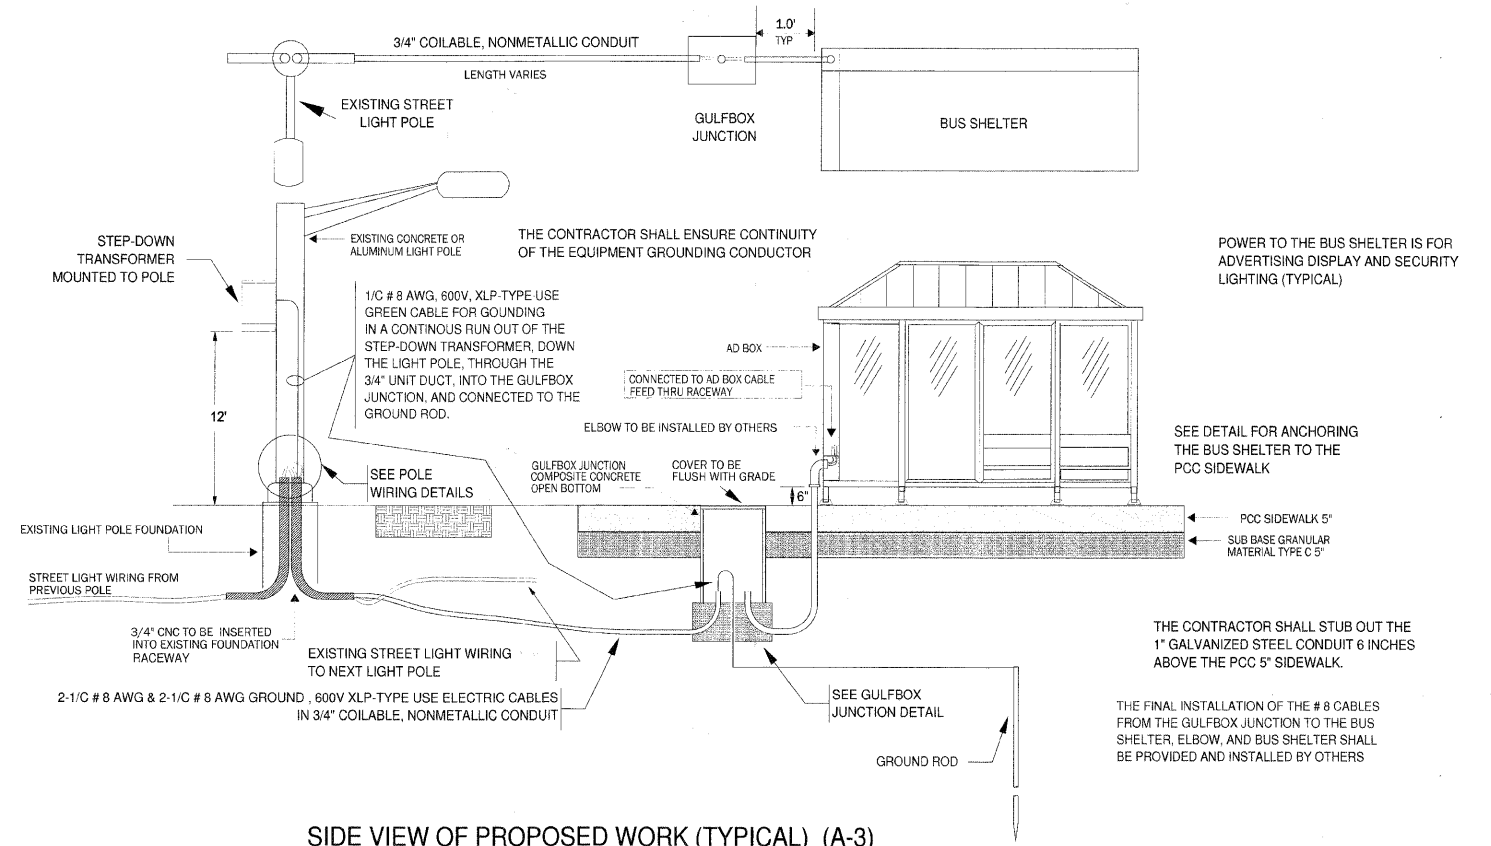 1.0'
TYP
3/4" COILABLE, NONMETALLIC CONDUIT
LENGTH VARIES
EXISTING STREET
LIGHT POLE
GULFBOX
JUNCTION
BUS SHELTER
STEP-DOWN
TRANSFORMER
MOUNTED TO POLE
EXISTING CONCRETE OR
ALUMINUM LIGHT POLE
THE CONTRACTOR SHALL ENSURE CONTINUITY
OF THE EQUIPMENT GROUNDING CONDUCTOR
POWER TO THE BUS SHELTER IS FOR
ADVERTISING DISPLAY AND SECURITY
LIGHTING (TYPICAL)
1/C # 8 AWG, 600V, XLP-TYPE USE
GREEN CABLE FOR GOUNDING
IN A CONTINOUS RUN OUT OF THE
STEP-DOWN TRANSFORMER, DOWN
THE LIGHT POLE, THROUGH THE
3/4" UNIT DUCT, INTO THE GULFBOX
JUNCTION, AND CONNECTED TO THE
GROUND ROD.
AD BOX
CONNECTED TO AD BOX CABLE
FEED THRU RACEWAY
12'
ELBOW TO BE INSTALLED BY OTHERS
SEE DETAIL FOR ANCHORING
THE BUS SHELTER TO THE
PCC SIDEWALK
SEE POLE
WIRING DETAILS
GULFBOX JUNCTION
COMPOSITE CONCRETE
OPEN BOTTOM
COVER TO BE
FLUSH WITH GRADE
6"
EXISTING LIGHT POLE FOUNDATION
PCC SIDEWALK 5"
SUB BASE GRANULAR
MATERIAL TYPE C 5"
STREET LIGHT WIRING FROM
PREVIOUS POLE
3/4" CNC TO BE INSERTED
INTO EXISTING FOUNDATION
RACEWAY
EXISTING STREET LIGHT WIRING
TO NEXT LIGHT POLE
THE CONTRACTOR SHALL STUB OUT THE
1" GALVANIZED STEEL CONDUIT 6 INCHES
ABOVE THE PCC 5" SIDEWALK.
2-1/C # 8 AWG & 2-1/C # 8 AWG GROUND , 600V XLP-TYPE USE ELECTRIC CABLES
IN 3/4" COILABLE, NONMETALLIC CONDUIT
SEE GULFBOX
JUNCTION DETAIL
THE FINAL INSTALLATION OF THE # 8 CABLES
FROM THE GULFBOX JUNCTION TO THE BUS
SHELTER, ELBOW, AND BUS SHELTER SHALL
BE PROVIDED AND INSTALLED BY OTHERS
GROUND ROD
SIDE VIEW OF PROPOSED WORK (TYPICAL) (A-3)